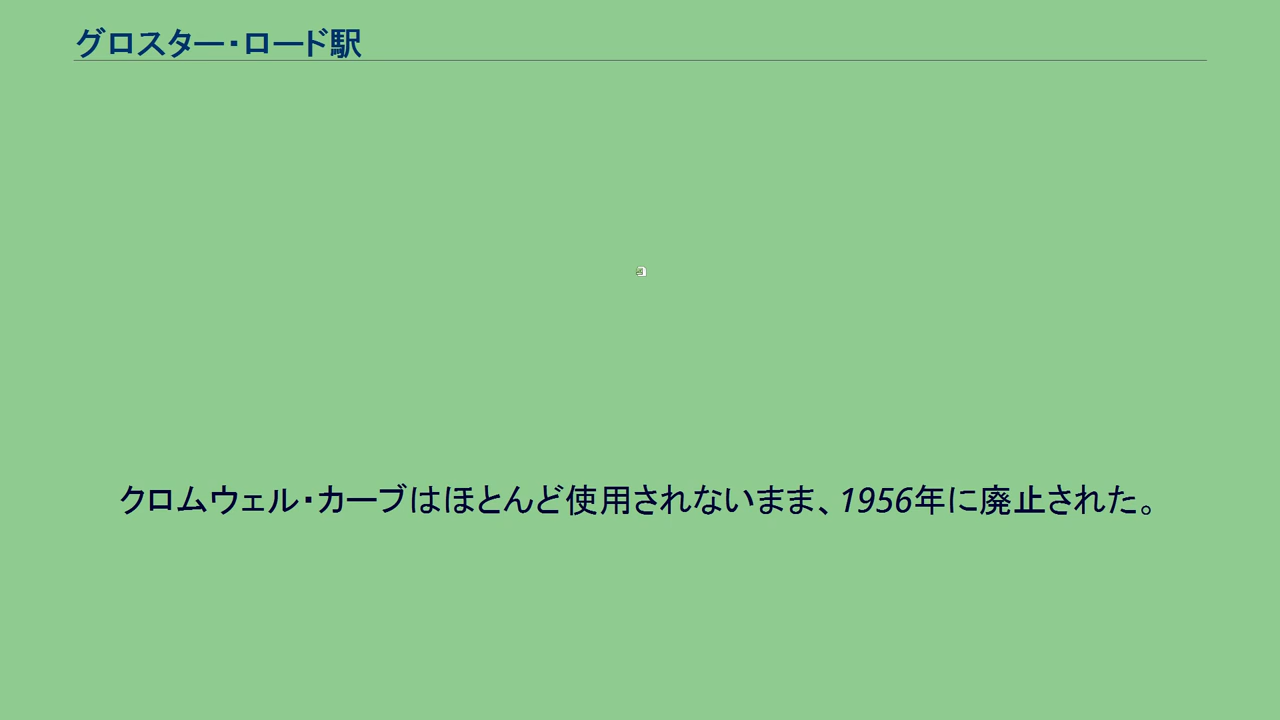 グロスター・ロード駅
クロムウェル・カーブはほとんど使用されないまま、1956年に廃止された。